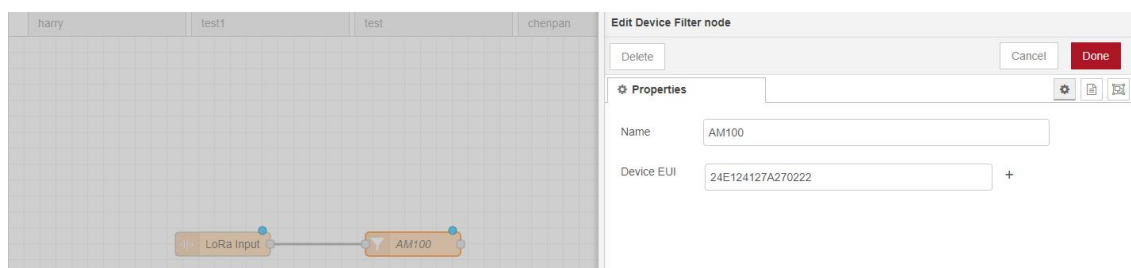 harry
test1
test
chenpan
LoRa Input
AM100
Edit Device Filter node
Delete
Cancel
Done
Properties
Name
AM100
Device EUI
24E124127A270222
+